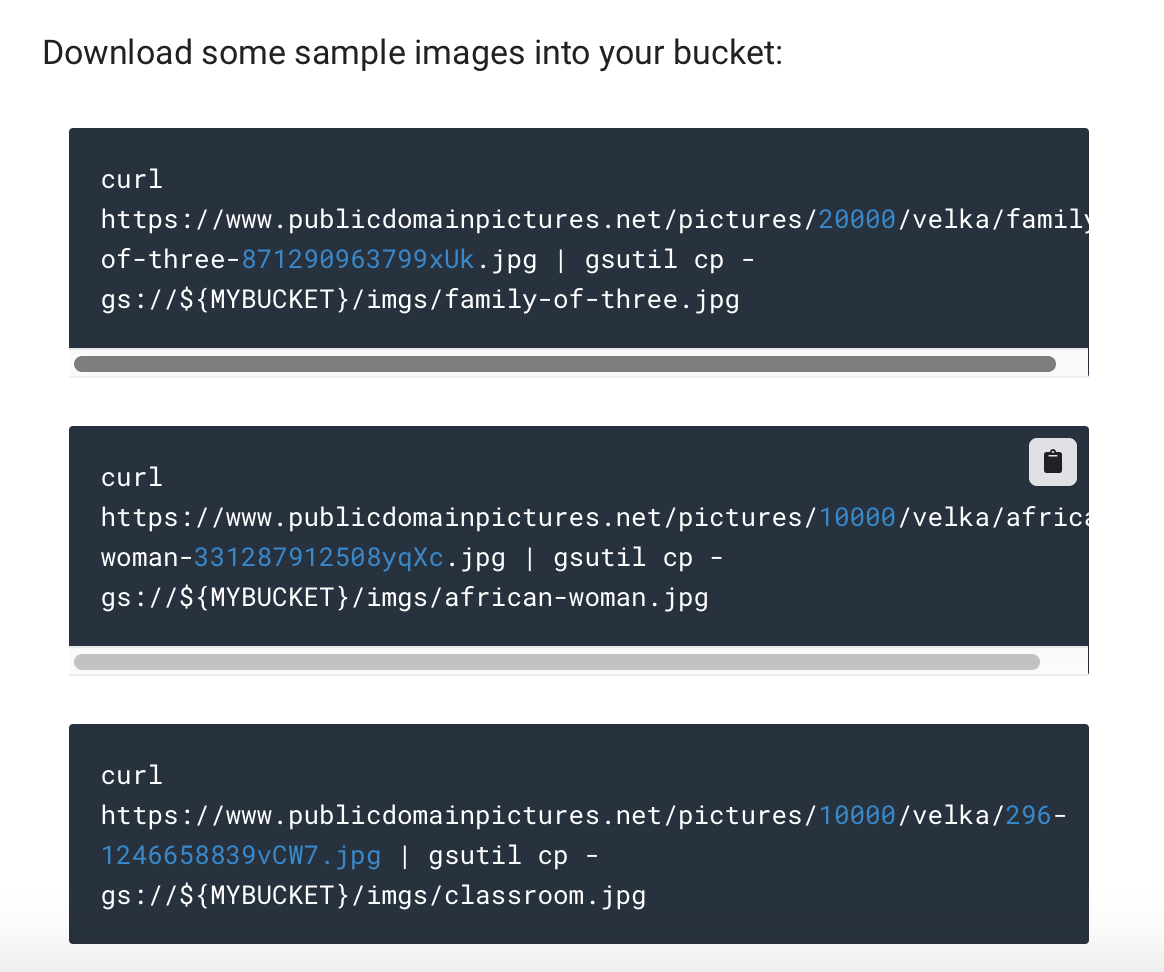 Download some sample images into your bucket:
curl
https://www.publicdomainpictures.net/pictures/20000/velka/family
of-three-871290963799xUk.jpg | gsutil cp -
gs://${MYBUCKET}/imgs/family-of-three.jpg
curl
https://www.publicdomainpictures.net/pictures/10000/velka/africa
woman-331287912508yqXc.jpg | gsutil cp -
gs://${MYBUCKET}/imgs/african-woman.jpg
curl
https://www.publicdomainpictures.net/pictures/10000/velka/296-
1246658839vCW7.jpg | gsutil cp -
gs://${MYBUCKET}/imgs/classroom.jpg